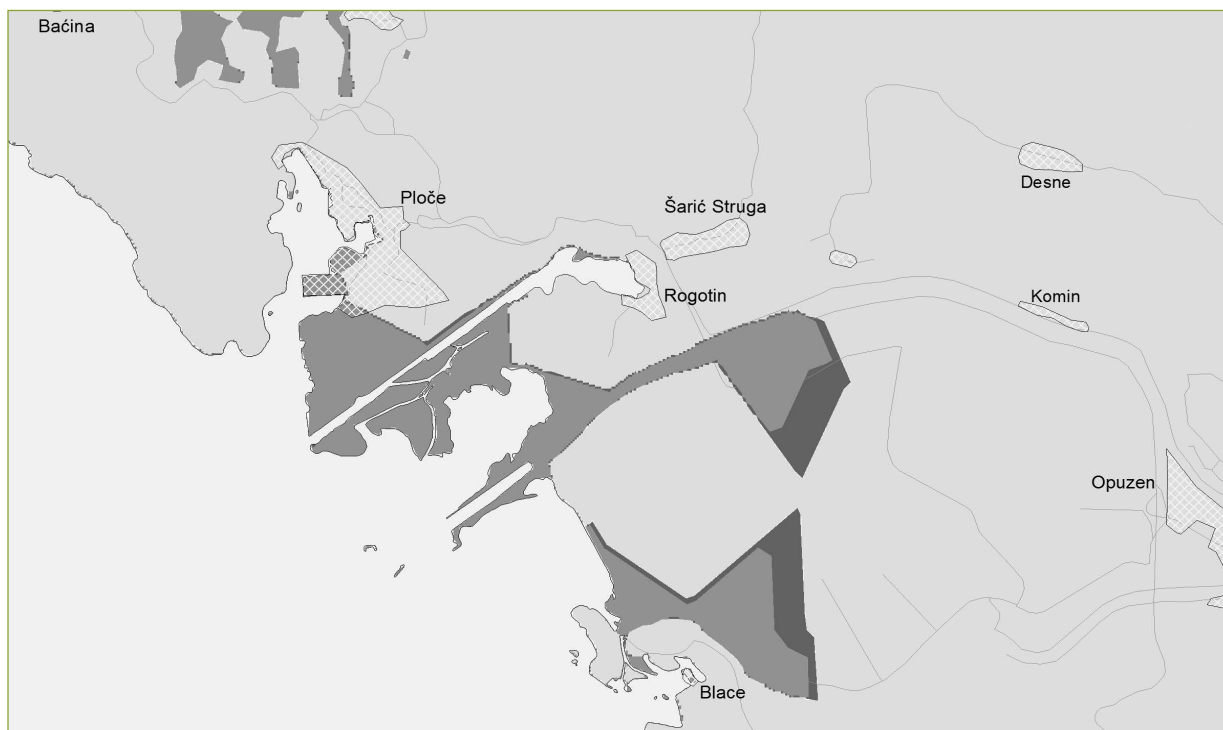 Baćina
Desne
Ploče
Šarić Struga
Rogotin
Komin
Opuzen
Blace